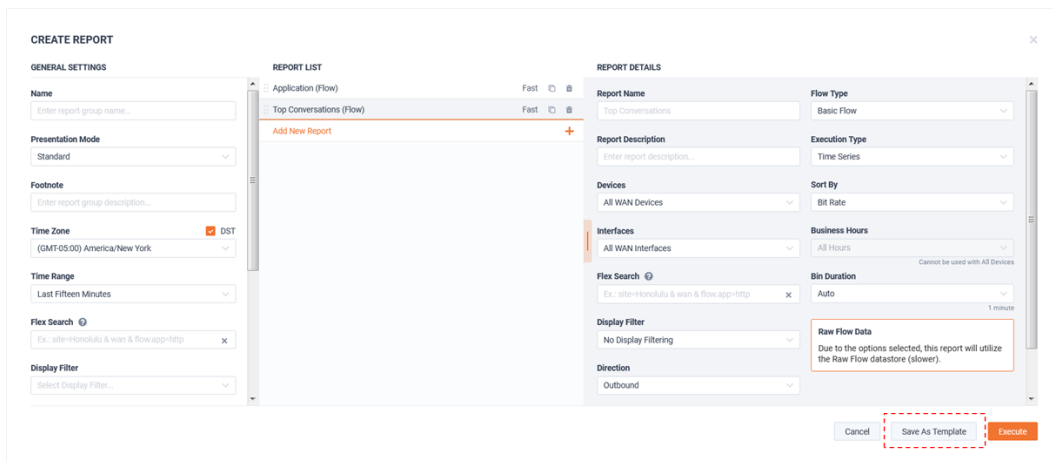 CREATE REPORT
GENERAL SETTINGS
Name
Enter report group name...
Presentation Mode
Standard
Footnote
Enter report group description...
Time Zone
DST
(GMT-05:00) America/New York
Time Range
Last Fifteen Minutes
Flex Search
Ex.: site=Honolulu & wan & flow.app=http
Display Filter
Select Display Filter...
REPORT LIST
Application (Flow) Fast
Top Conversations (Flow) Fast
Add New Report
REPORT DETAILS
Report Name
Top Conversations
Report Description
Enter report description...
Devices
All WAN Devices
Interfaces
All WAN Interfaces
Flex Search
Ex.: site=Honolulu & wan & flow.app=http
Display Filter
No Display Filtering
Direction
Outbound
Flow Type
Basic Flow
Execution Type
Time Series
Sort By
Bit Rate
Business Hours
All Hours
Cannot be used with All Devices
Bin Duration
Auto
1 minute
Raw Flow Data
Due to the options selected, this report will utilize
the Raw Flow datastore (slower).
Cancel
Save As Template
Execute